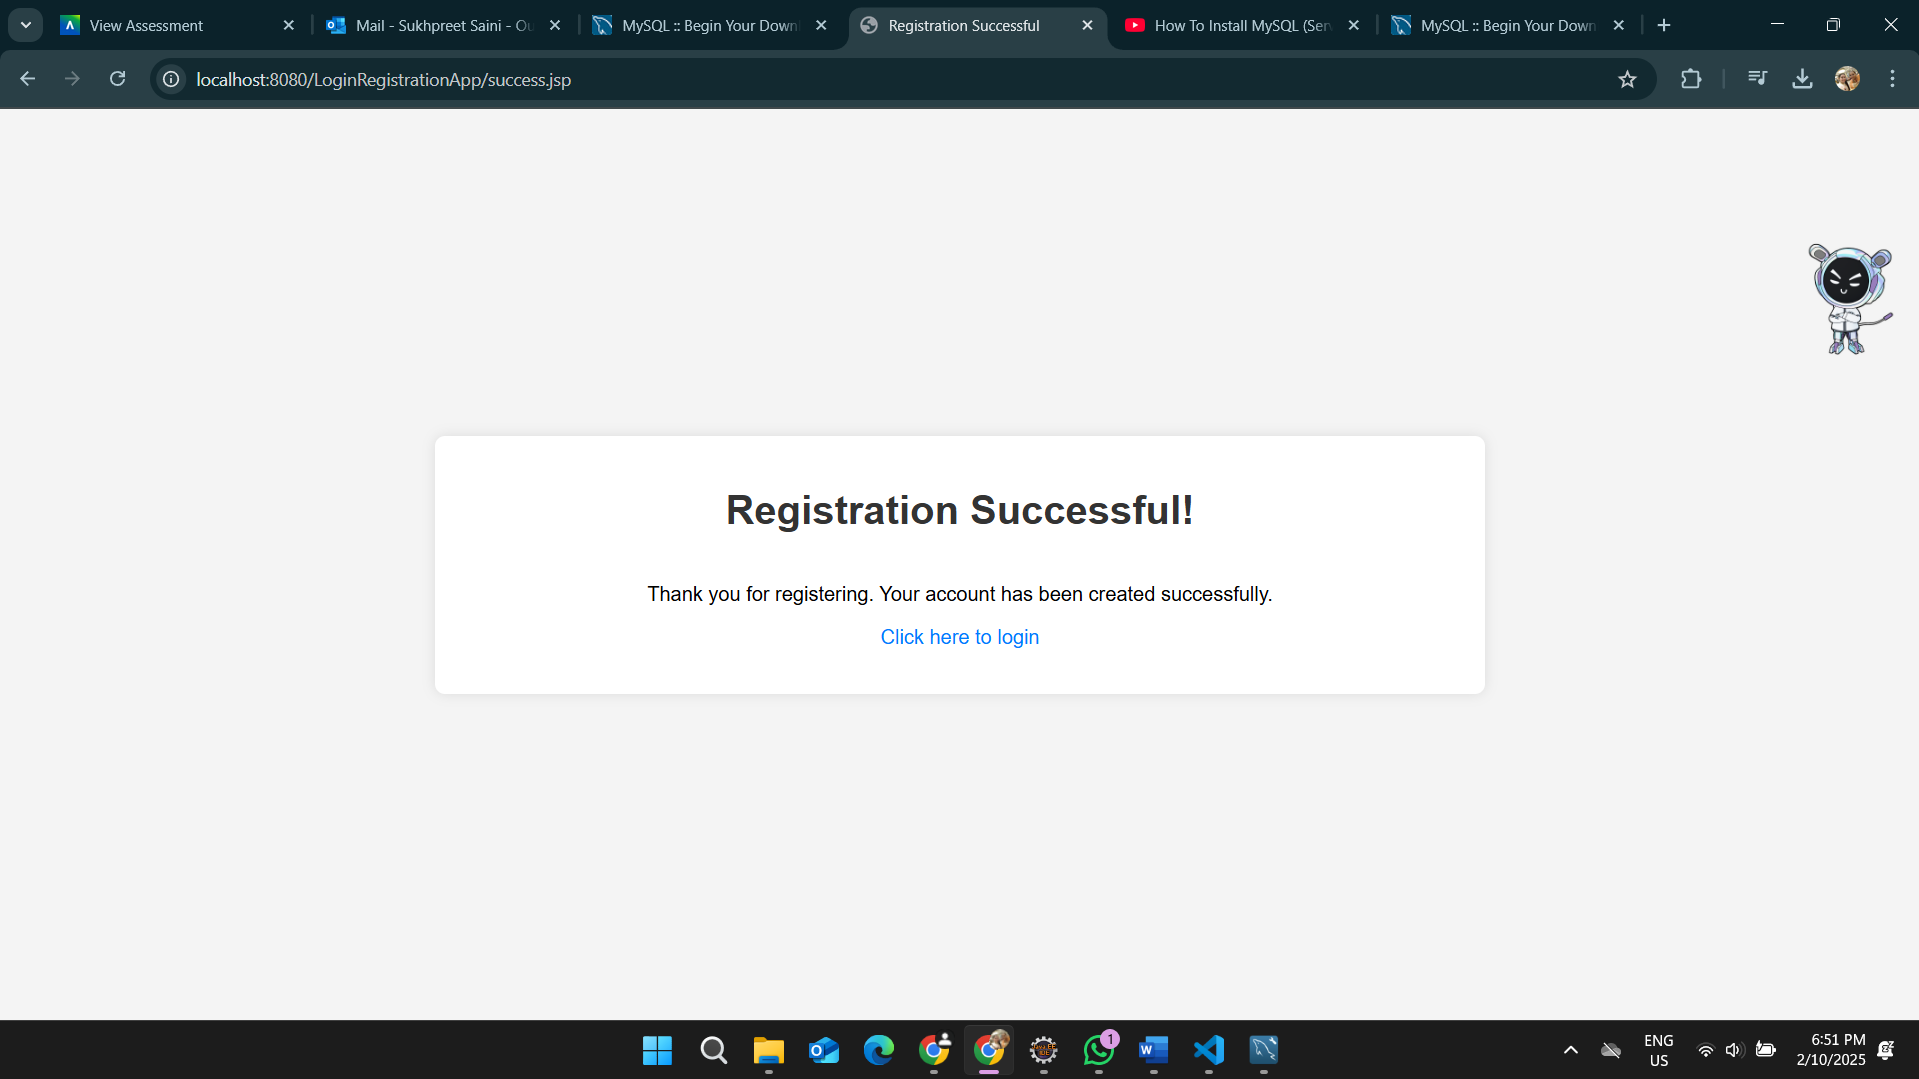 View Assessment
Mail - Sukhpreet Saini - Ou
MySQL :: Begin Your Down
Registration Successful
How To Install MySQL (Serv
MySQL :: Begin Your Down
localhost:8080/LoginRegistrationApp/success.jsp
Registration Successful!
Thank you for registering. Your account has been created successfully.
Click here to login
1
ENG
US
6:51 PM
2/10/2025